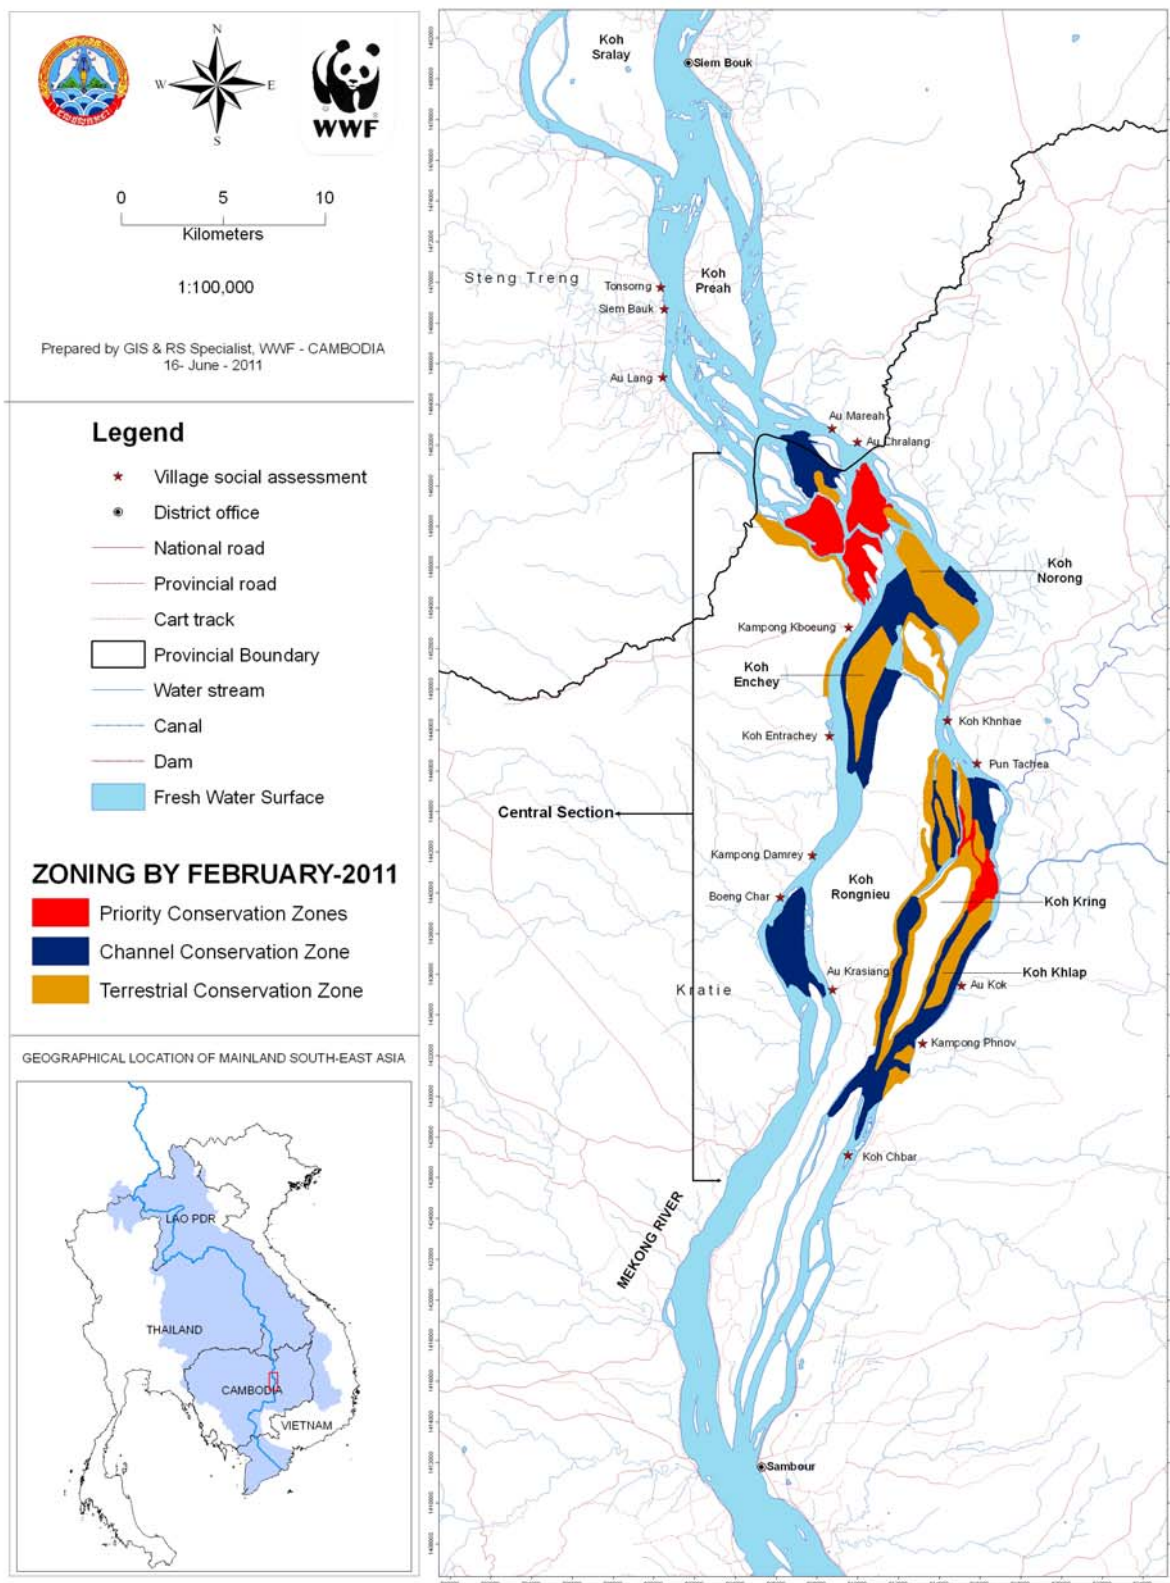 N
W
E
S
WWF
0 5 10
Kilometers
1:100,000
Prepared by GIS & RS Specialist, WWF - CAMBODIA
16- June - 2011
Legend
Village social assessment
District office
National road
Provincial road
Cart track
Provincial Boundary
Water stream
Canal
Dam
Fresh Water Surface
ZONING BY FEBRUARY-2011
Priority Conservation Zones
Channel Conservation Zone
Terrestrial Conservation Zone
GEOGRAPHICAL LOCATION OF MAINLAND SOUTH-EAST ASIA
LAO PDR
THAILAND
CAMBODIA
VIETNAM
Koh
Sralay
Siem Bouk
Steng Treng
Koh
Preah
Tonsorng
Siem Bauk
Au Lang
Au Mareah
Au Chralang
Koh
Norong
Kampong Kboeung
Koh
Enchey
Koh Khnhae
Koh Entrachey
Pun Tachea
Central Section
Kampong Damrey
Koh
Rongnieu
Boeng Char
Koh Kring
Au Krasiang
Koh Khlap
Kratie
Au Kok
Kampong Phnov
Koh Chbar
MEKONG RIVER
Sambour